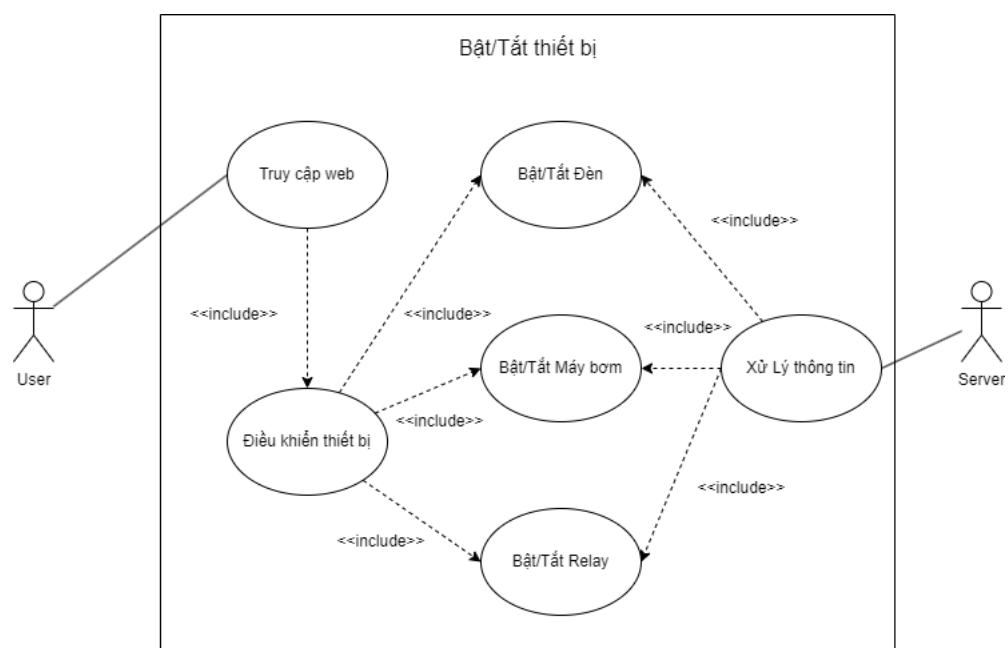 Bật/Tắt thiết bị
Truy cập web
Bật/Tắt Đèn
<<include>>
<<include>>
<<include>>
<<include>>
User
Bật/Tắt Máy bơm
Xử Lý thông tin
Server
<<include>>
Điều khiển thiết bị
<<include>>
<<include>>
Bật/Tắt Relay